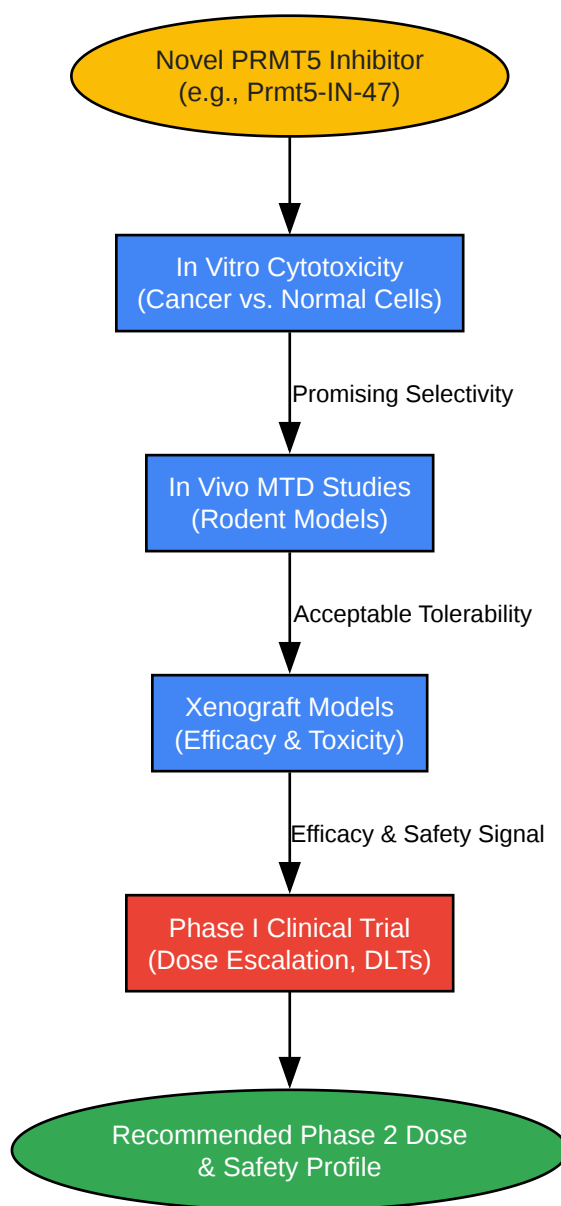 Novel PRMT5 Inhibitor
(e.g., Prmt5-IN-47)
In Vitro Cytotoxicity
(Cancer vs. Normal Cells)
Promising Selectivity
In Vivo MTD Studies
(Rodent Models)
Acceptable Tolerability
Xenograft Models
(Efficacy & Toxicity)
Efficacy & Safety Signal
Phase I Clinical Trial
(Dose Escalation, DLTs)
Recommended Phase 2 Dose
& Safety Profile